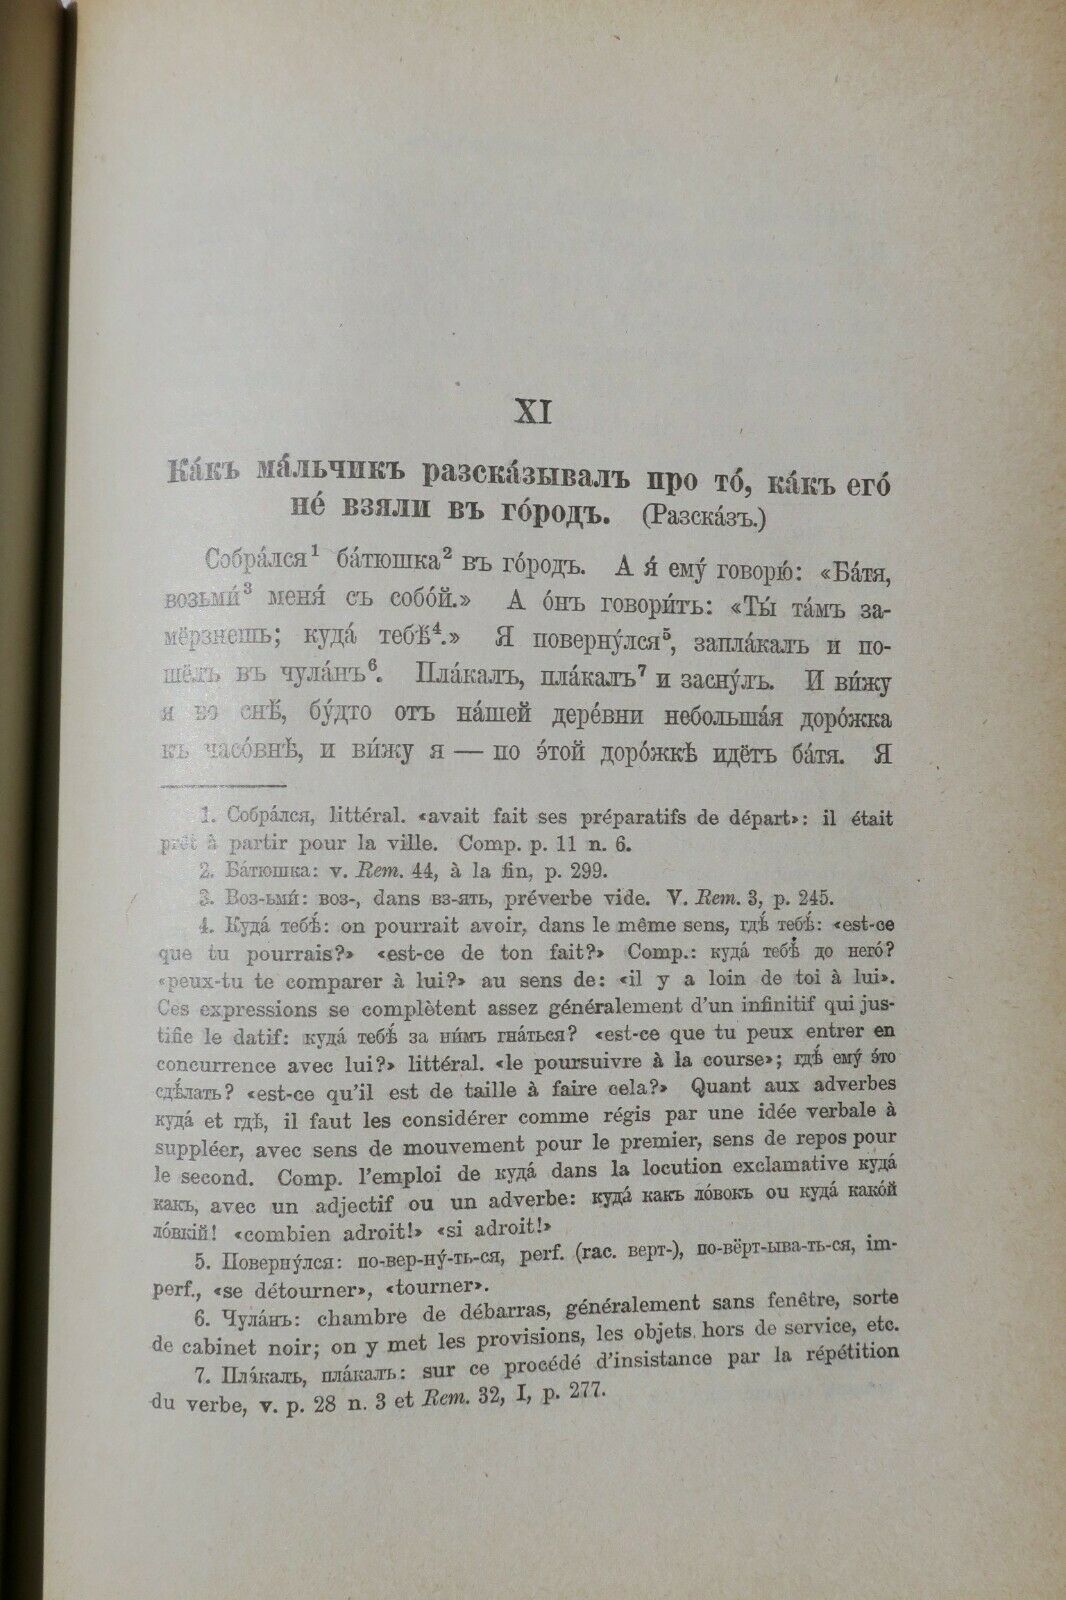 XI
Ка́къ ма́льчикъ разска́зывалъ про то́, ка́къ его́
не́ взяли въ го́родъ. (Разска́зъ.)
Собра́лся¹ ба́тюшка² въ го́родъ. А я́ ему́ говорю́: «Ба́тя,
возьми́³ меня́ съ собо́й.» А о́нъ говори́тъ: «Ты́ та́мъ за-
мёрзнешь; куда́ тебѣ́⁴.» Я поверну́лся⁵, запла́калъ и по-
шёлъ въ чула́нъ⁶. Пла́калъ, пла́калъ⁷ и засну́лъ. И ви́жу
я во снѣ́, бу́дто отъ на́шей дере́вни небольша́я доро́жка
къ часо́внѣ, и ви́жу я — по э́той доро́жкѣ идётъ ба́тя. Я
1. Собра́лся, littéral. «avait fait ses préparatifs de départ»: il était
prêt à partir pour la ville. Comp. p. 11 n. 6.
2. Ба́тюшка: v. Rem. 44, à la fin, p. 299.
3. Воз-ьми́: воз-, dans вз-ять, préverbe vide. V. Rem. 3, p. 245.
4. Куда́ тебѣ́: on pourrait avoir, dans le même sens, гдѣ́ тебѣ́: «est-ce
que tu pourrais?» «est-ce de ton fait?» Comp.: куда́ тебѣ́ до него́?
«peux-tu te comparer à lui?» au sens de: «il y a loin de toi à lui».
Ces expressions se complètent assez généralement d'un infinitif qui jus-
tifie le datif: куда́ тебѣ́ за ни́мъ гна́ться? «est-ce que tu peux entrer en
concurrence avec lui?» littéral. «le poursuivre à la course»; гдѣ́ ему́ э́то
сдѣ́лать? «est-ce qu'il est de taille à faire cela?» Quant aux adverbes
куда́ et гдѣ́, il faut les considérer comme régis par une idée verbale à
suppléer, avec sens de mouvement pour le premier, sens de repos pour
le second. Comp. l'emploi de куда́ dans la locution exclamative куда́
какъ, avec un adjectif ou un adverbe: куда́ какъ ло́вокъ ou куда́ како́й
ло́вкій! «combien adroit!» «si adroit!»
5. Поверну́лся: по-вер-ну́-ть-ся, perf. (rac. верт-), по-вёрт-ыва-ть-ся, im-
perf., «se détourner», «tourner».
6. Чула́нъ: chambre de débarras, généralement sans fenêtre, sorte
de cabinet noir; on y met les provisions, les objets hors de service, etc.
7. Пла́калъ, пла́калъ: sur ce procédé d'insistance par la répétition
du verbe, v. p. 28 n. 3 et Rem. 32, I, p. 277.